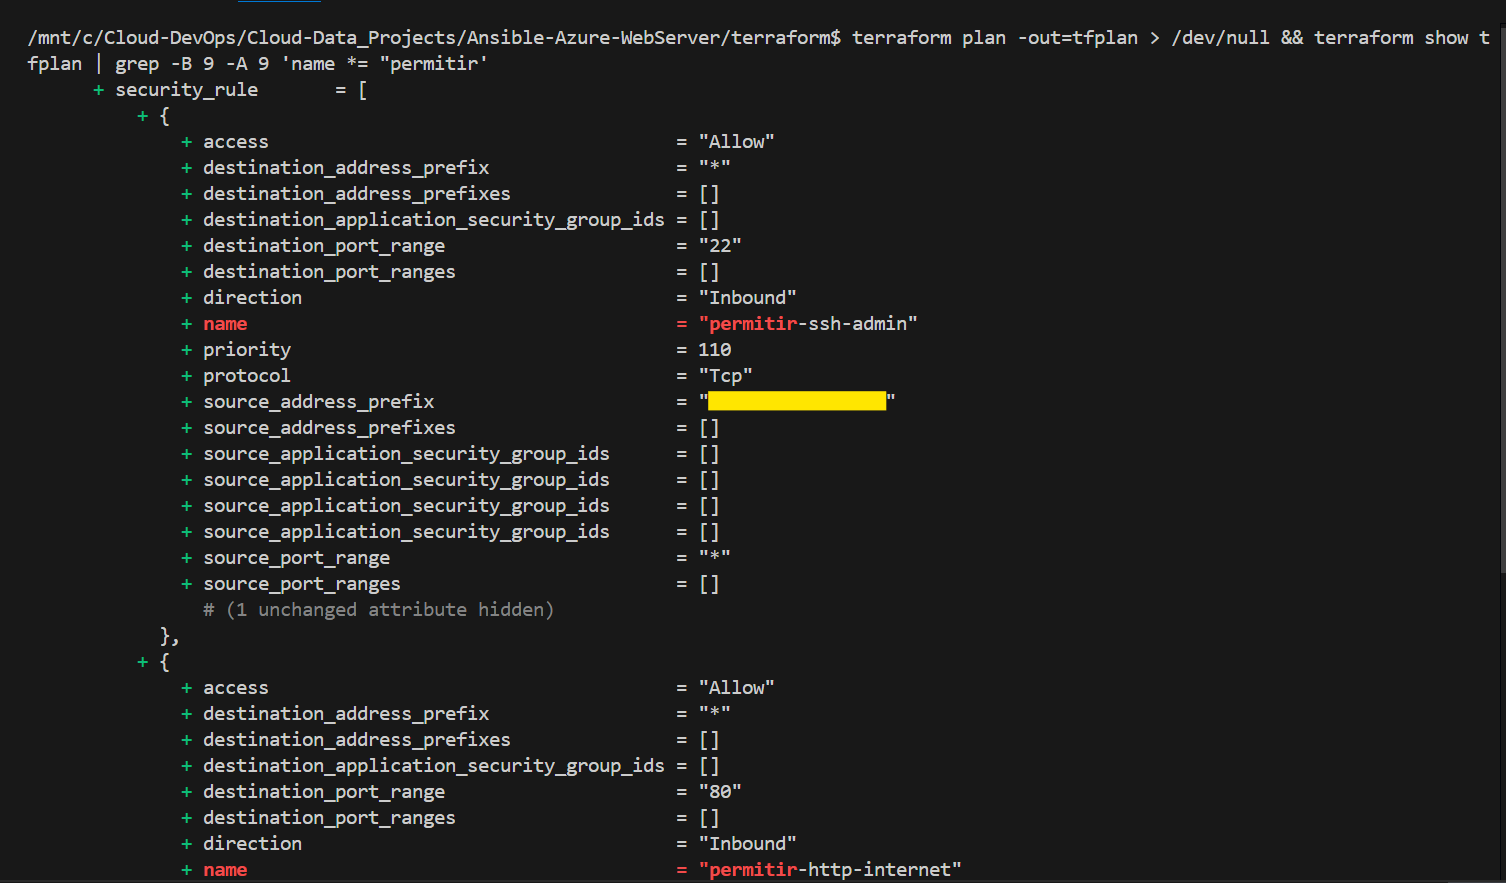 /mnt/c/Cloud-DevOps/Cloud-Data_Projects/Ansible-Azure-WebServer/terraform$ terraform plan -out=tfplan > /dev/null && terraform show t
fplan | grep -B 9 -A 9 'name *= "permitir'
+ security_rule = [
+ {
+ access = "Allow"
+ destination_address_prefix = "*"
+ destination_address_prefixes = []
+ destination_application_security_group_ids = []
+ destination_port_range = "22"
+ destination_port_ranges = []
+ direction = "Inbound"
+ name = "permitir-ssh-admin"
+ priority = 110
+ protocol = "Tcp"
+ source_address_prefix = ""
+ source_address_prefixes = []
+ source_application_security_group_ids = []
+ source_application_security_group_ids = []
+ source_application_security_group_ids = []
+ source_application_security_group_ids = []
+ source_port_range = "*"
+ source_port_ranges = []
# (1 unchanged attribute hidden)
},
+ {
+ access = "Allow"
+ destination_address_prefix = "*"
+ destination_address_prefixes = []
+ destination_application_security_group_ids = []
+ destination_port_range = "80"
+ destination_port_ranges = []
+ direction = "Inbound"
+ name = "permitir-http-internet"